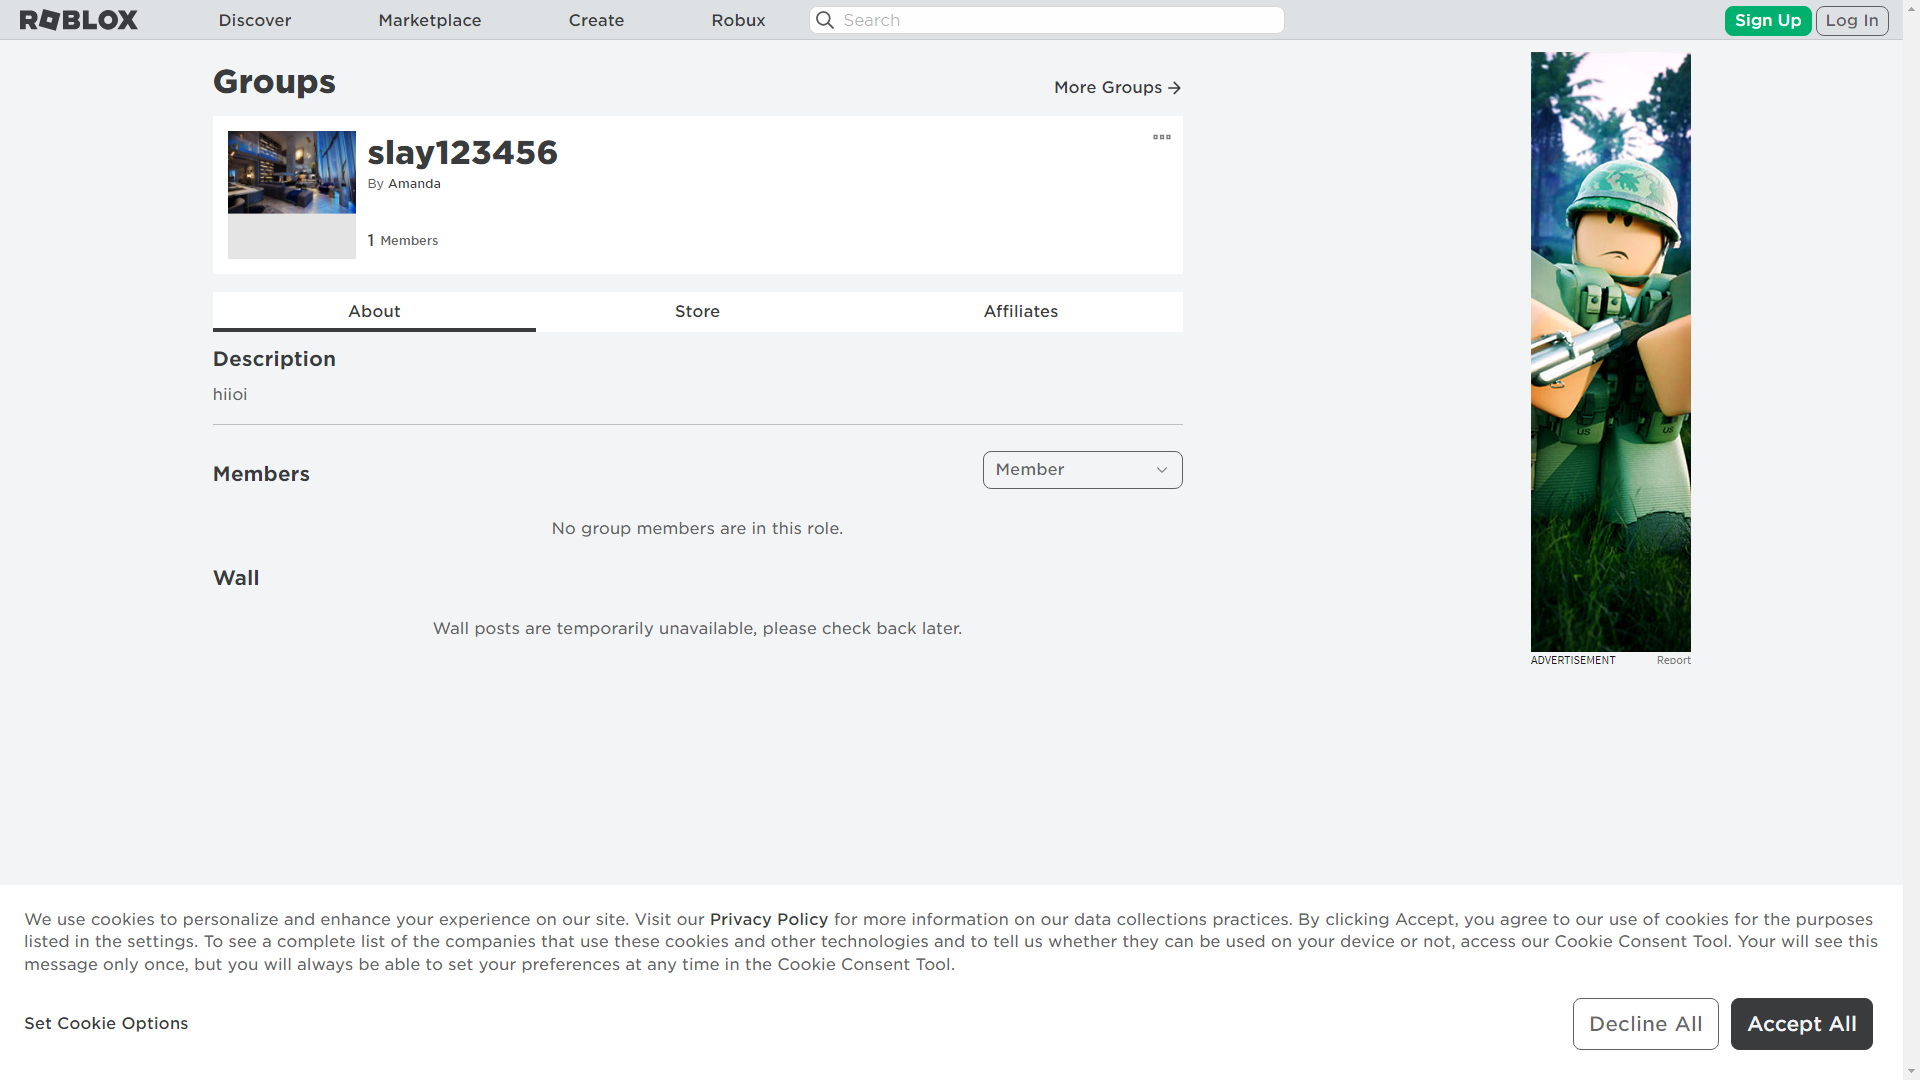 ROBLOX
Discover
Marketplace
Create
Robux
Search
Sign Up
Log In
Groups
More Groups
slay123456
By Amanda
1 Members
About
Store
Affiliates
Description
hiioi
Members
Member
No group members are in this role.
Wall
Wall posts are temporarily unavailable, please check back later.
US
US
ADVERTISEMENT
Report
We use cookies to personalize and enhance your experience on our site. Visit our Privacy Policy for more information on our data collections practices. By clicking Accept, you agree to our use of cookies for the purposes
listed in the settings. To see a complete list of the companies that use these cookies and other technologies and to tell us whether they can be used on your device or not, access our Cookie Consent Tool. Your will see this
message only once, but you will always be able to set your preferences at any time in the Cookie Consent Tool.
Set Cookie Options
Decline All
Accept All